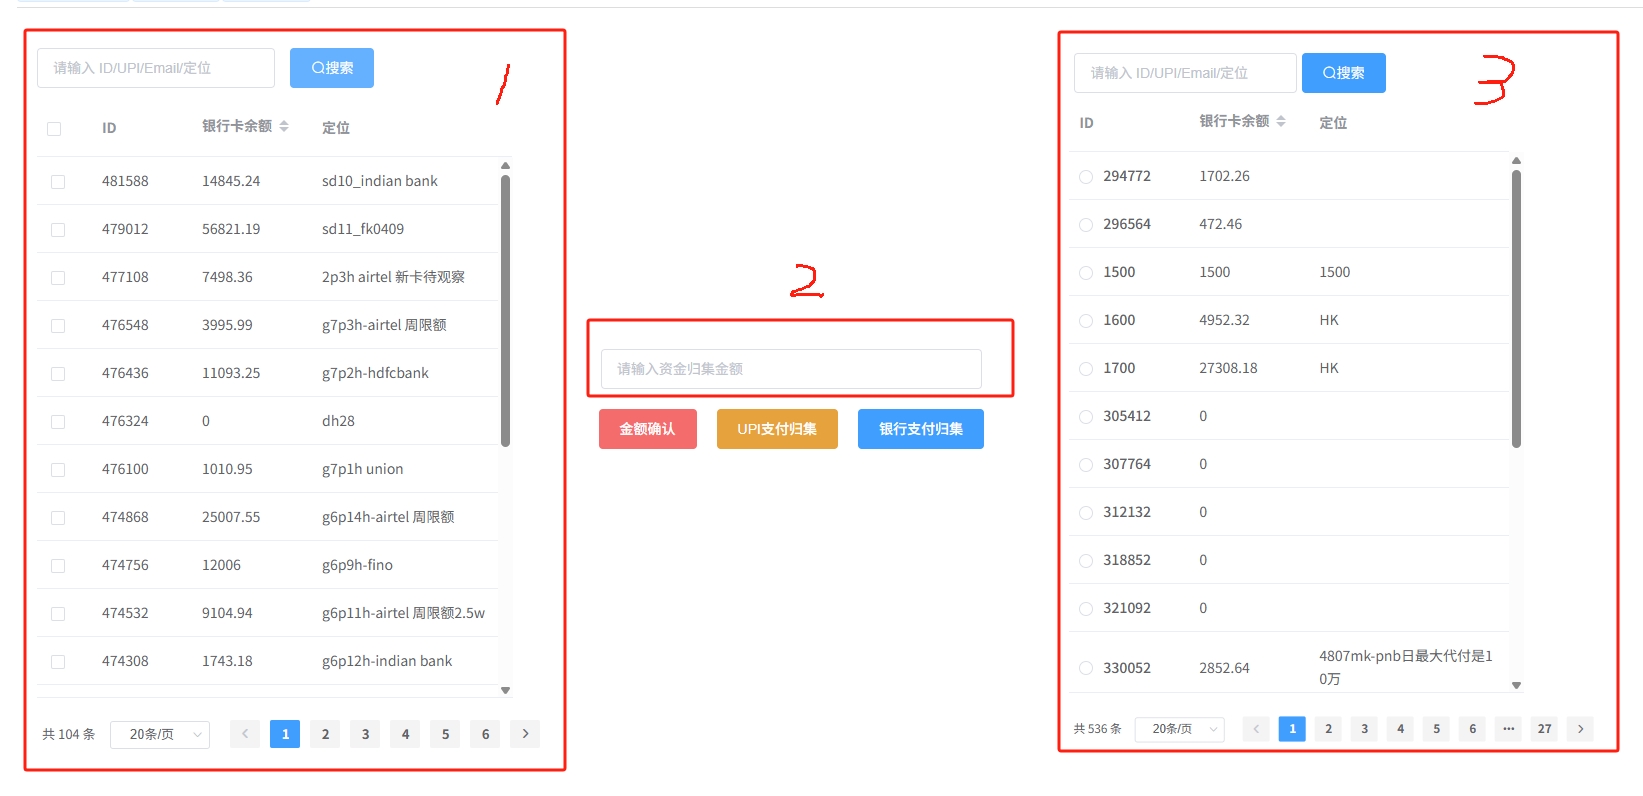 请输入 ID/UPI/Email/定位 搜索 1
ID 银行卡余额 定位
481588 14845.24 sd10_indian bank
479012 56821.19 sd11_fk0409
477108 7498.36 2p3h airtel 新卡待观察
476548 3995.99 g7p3h-airtel 周限额
476436 11093.25 g7p2h-hdfcbank
476324 0 dh28
476100 1010.95 g7p1h union
474868 25007.55 g6p14h-airtel 周限额
474756 12006 g6p9h-fino
474532 9104.94 g6p11h-airtel 周限额2.5w
474308 1743.18 g6p12h-indian bank
共 104 条 20条/页 < 1 2 3 4 5 6 >
2
请输入资金归集金额
金额确认 UPI支付归集 银行支付归集
请输入 ID/UPI/Email/定位 搜索 3
ID 银行卡余额 定位
294772 1702.26
296564 472.46
1500 1500 1500
1600 4952.32 HK
1700 27308.18 HK
305412 0
307764 0
312132 0
318852 0
321092 0
330052 2852.64 4807mk-pnb日最大代付是1
0万
共 536 条 20条/页 < 1 2 3 4 5 6 ··· 27 >